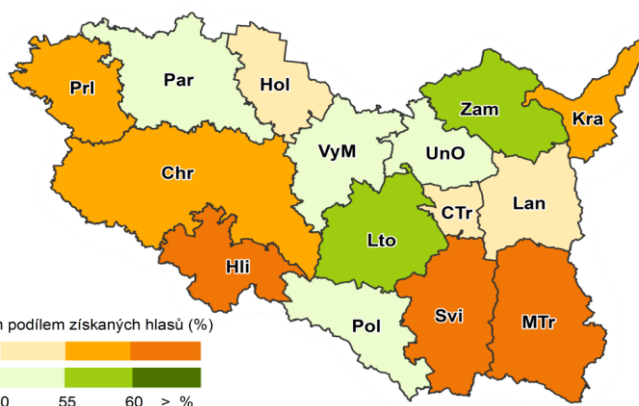 Prl
Par
Hol
Zam
Kra
VyM
UnO
Chr
CTr
Lan
Lto
Hli
Pol
Svi
MTr
podílem získaných hlasů (%)
55 60 > %